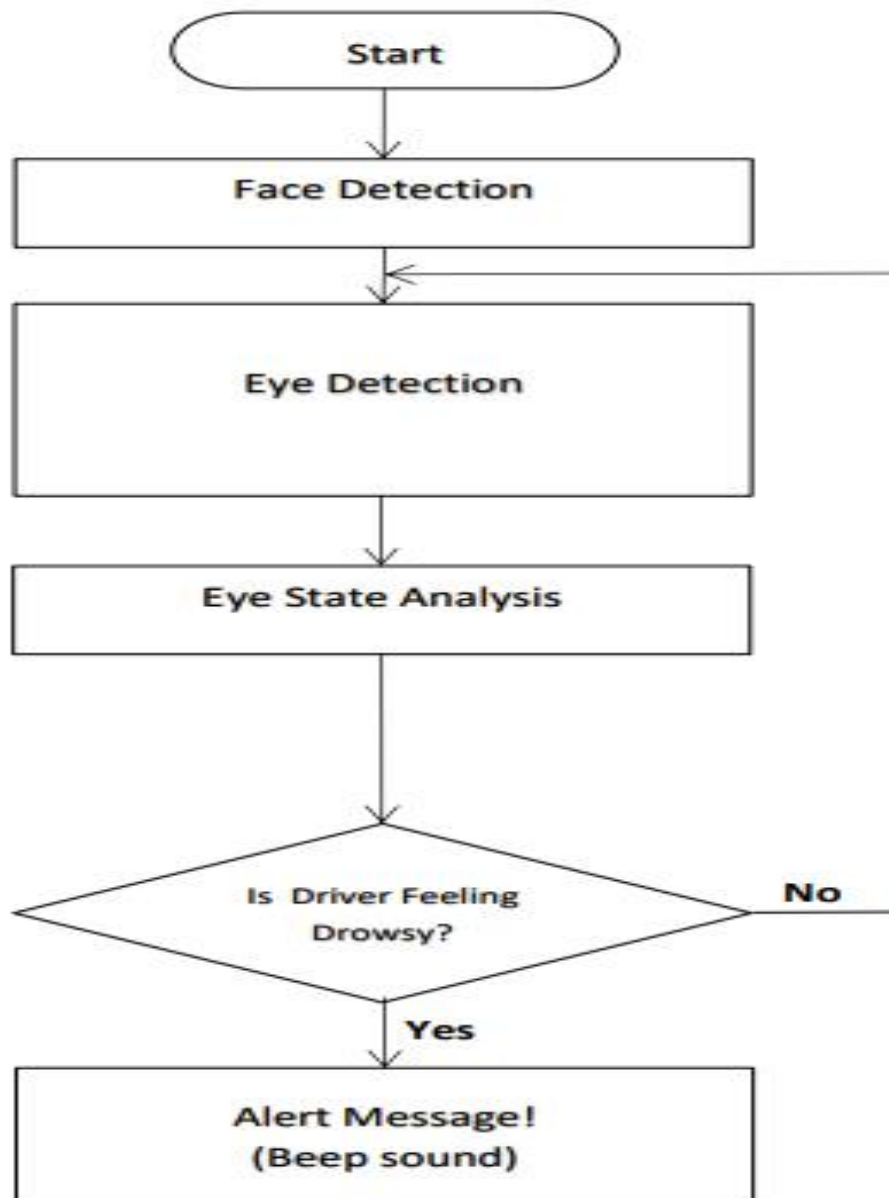 Start
Face Detection
Eye Detection
Eye State Analysis
Is Driver Feeling
Drowsy?
No
Yes
Alert Message!
(Beep sound)